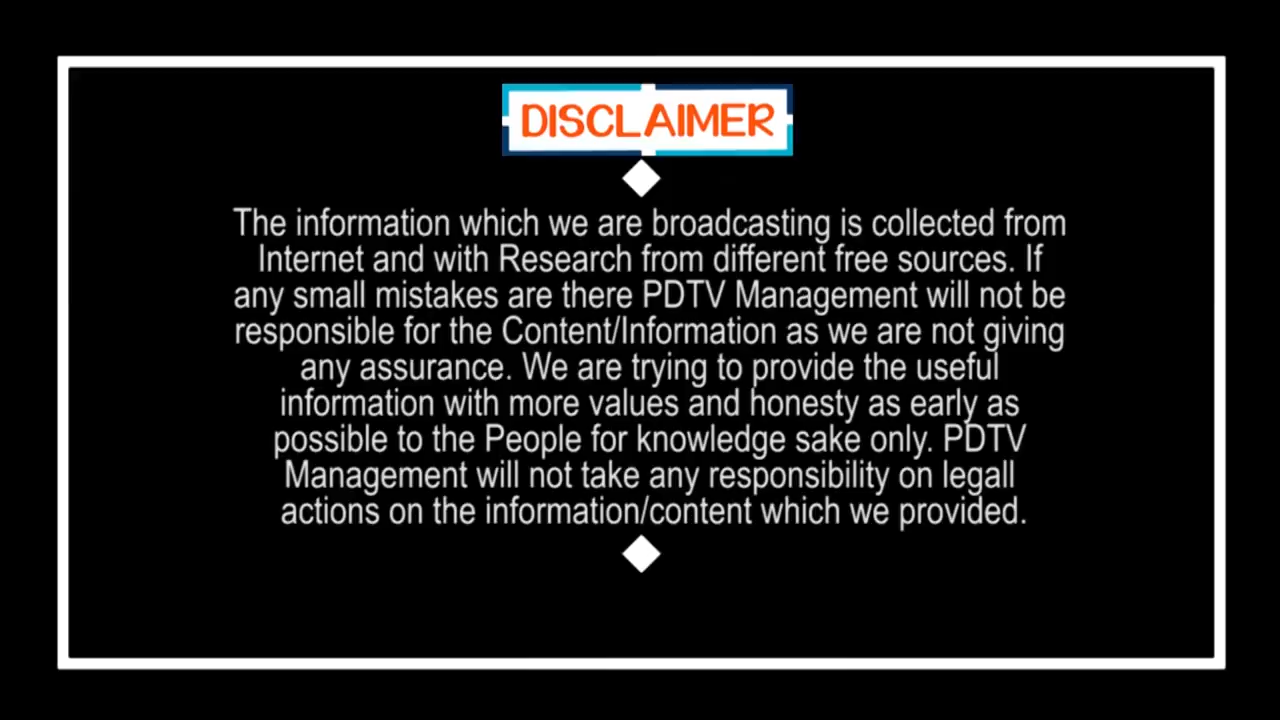 DISCLAIMER
The information which we are broadcasting is collected from
Internet and with Research from different free sources. If
any small mistakes are there PDTV Management will not be
responsible for the Content/Information as we are not giving
any assurance. We are trying to provide the useful
information with more values and honesty as early as
possible to the People for knowledge sake only. PDTV
Management will not take any responsibility on legall
actions on the information/content which we provided.